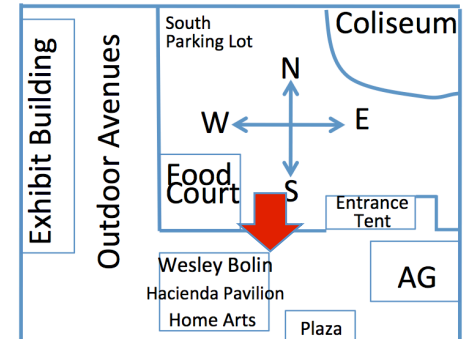 South
Parking Lot
Coliseum
Exhibit Building
Outdoor Avenues
N
W
E
S
Food
Court
Entrance
Tent
Wesley Bolin
Hacienda Pavilion
Home Arts
AG
Plaza